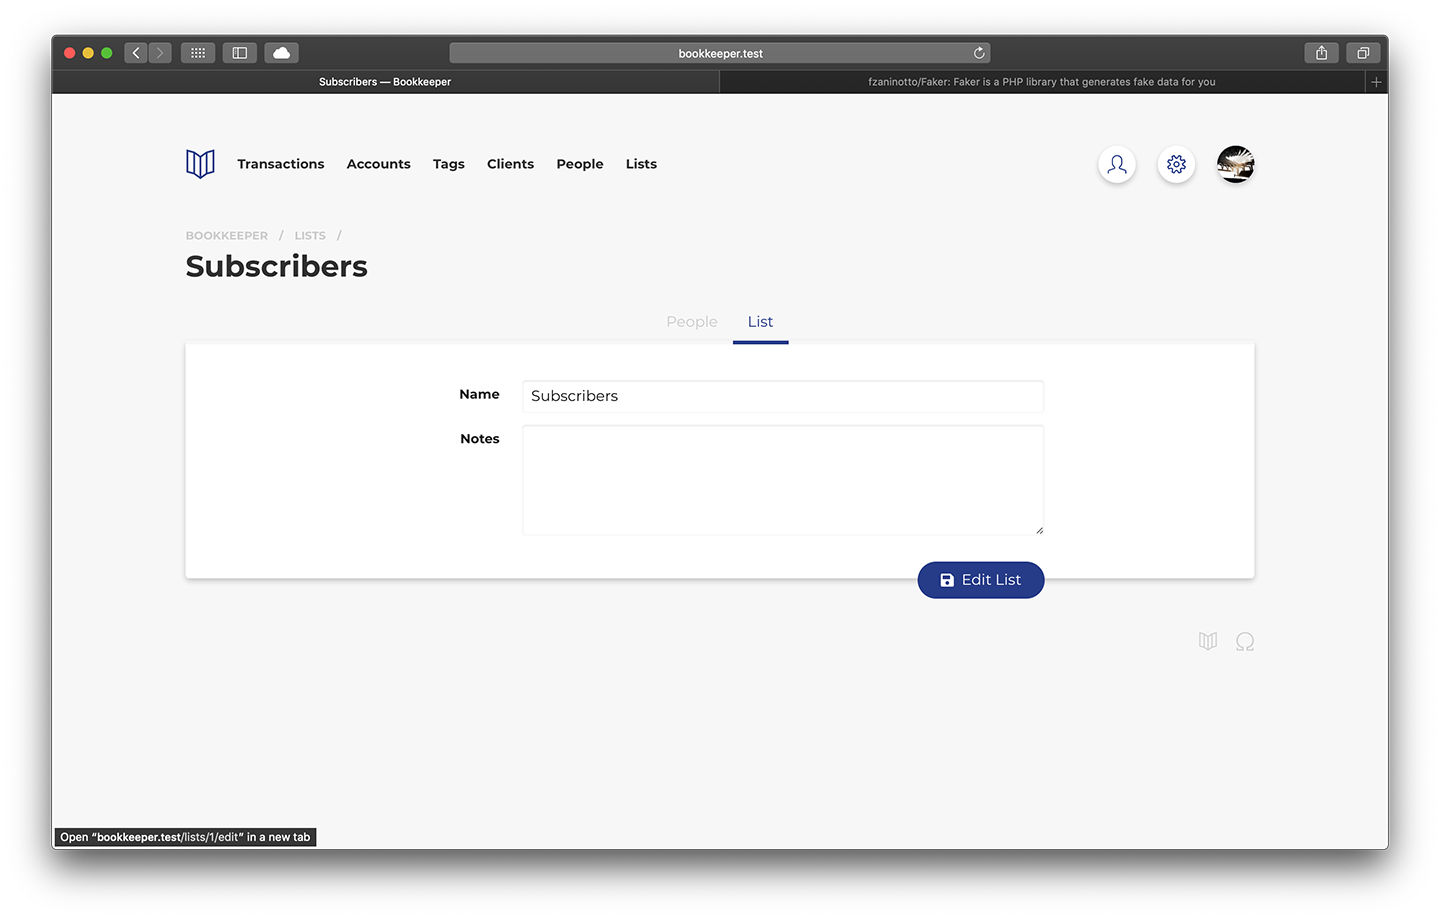 bookkeeper.test
Subscribers — Bookkeeper
fzaninotto/Faker: Faker is a PHP library that generates fake data for you
Transactions Accounts Tags Clients People Lists
BOOKKEEPER / LISTS /
Subscribers
People List
Name Subscribers
Notes
Edit List
Open “bookkeeper.test/lists/1/edit” in a new tab